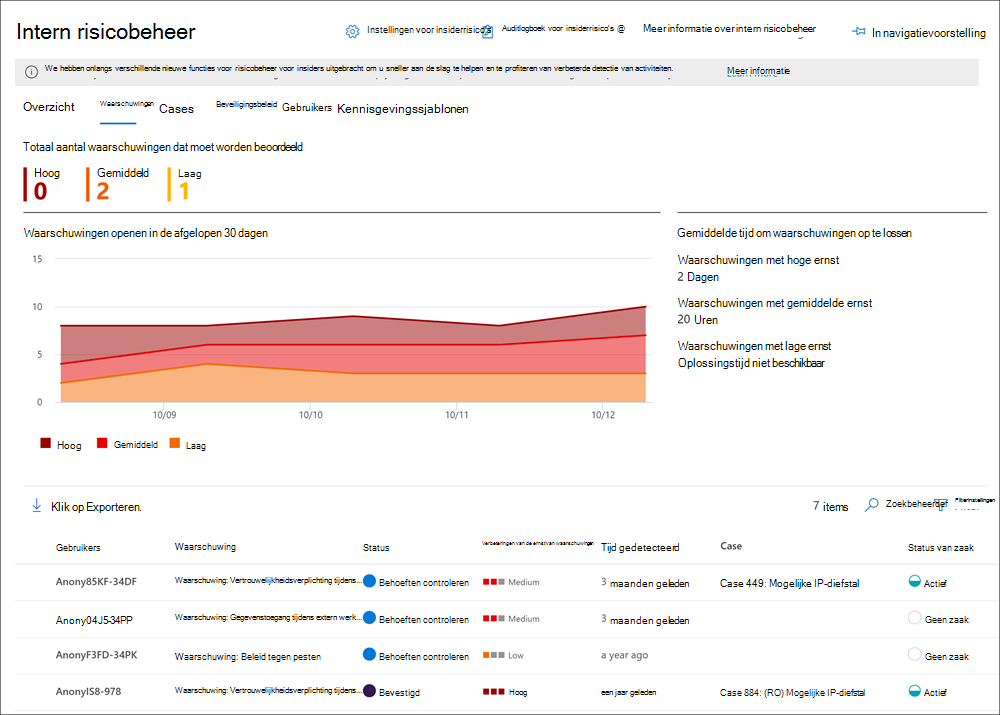 Intern risicobeheer
Instellingen voor insiderrisico's
Auditlogboek voor insiderrisico's @
Meer informatie over intern risicobeheer
In navigatievoorstelling
We hebben onlangs verschillende nieuwe functies voor risicobeheer voor insiders uitgebracht om u sneller aan de slag te helpen en te profiteren van verbeterde detectie van activiteiten.
Meer informatie
Overzicht Waarschuwingen Cases Beveiligingsbeleid Gebruikers Kennisgevingssjablonen
Totaal aantal waarschuwingen dat moet worden beoordeeld
Hoog Gemiddeld Laag
0 2 1
Waarschuwingen openen in de afgelopen 30 dagen
15
10
5
0
10/09 10/10 10/11 10/12
Hoog Gemiddeld Laag
Gemiddelde tijd om waarschuwingen op te lossen
Waarschuwingen met hoge ernst
2 Dagen
Waarschuwingen met gemiddelde ernst
20 Uren
Waarschuwingen met lage ernst
Oplossingstijd niet beschikbaar
Klik op Exporteren.
7 items
Zoekbeheerder
Filterinstellingen
Gebruikers Waarschuwing Status Verbeteringen van de ernst van waarschuwingen Tijd gedetecteerd Case Status van zaak
Anony85KF-34DF Waarschuwing: Vertrouwelijkheidsverplichting tijdens... Behoeften controleren Medium 3 maanden geleden Case 449: Mogelijke IP-diefstal Actief
Anony04J5-34PP Waarschuwing: Gegevenstoegang tijdens extern werk... Behoeften controleren Medium 3 maanden geleden Geen zaak
AnonyF3FD-34PK Waarschuwing: Beleid tegen pesten Behoeften controleren Low a year ago Geen zaak
AnonyIS8-978 Waarschuwing: Vertrouwelijkheidsverplichting tijdens... Bevestigd Hoog een jaar geleden Case 884: (RO) Mogelijke IP-diefstal Actief